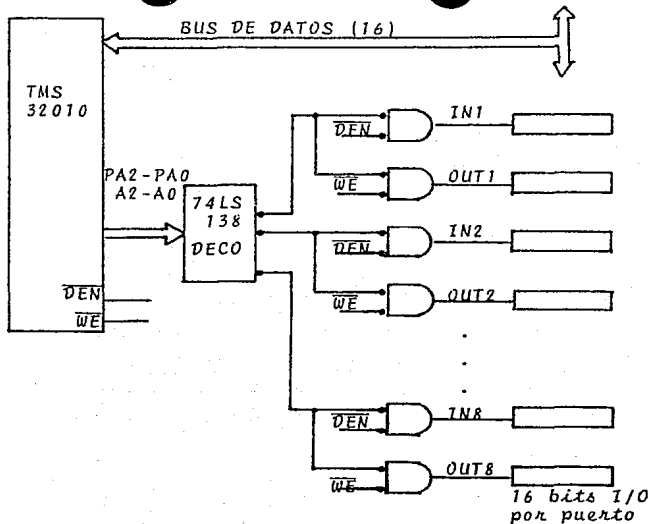 BUS DE DATOS (16)
TMS
32010
PA2-PA0
A2-A0
74LS
138
DECO
DEN
WE
DEN
IN1
WE
OUT1
DEN
IN2
WE
OUT2
DEN
IN8
WE
OUT8
16 bits I/O
por puerto